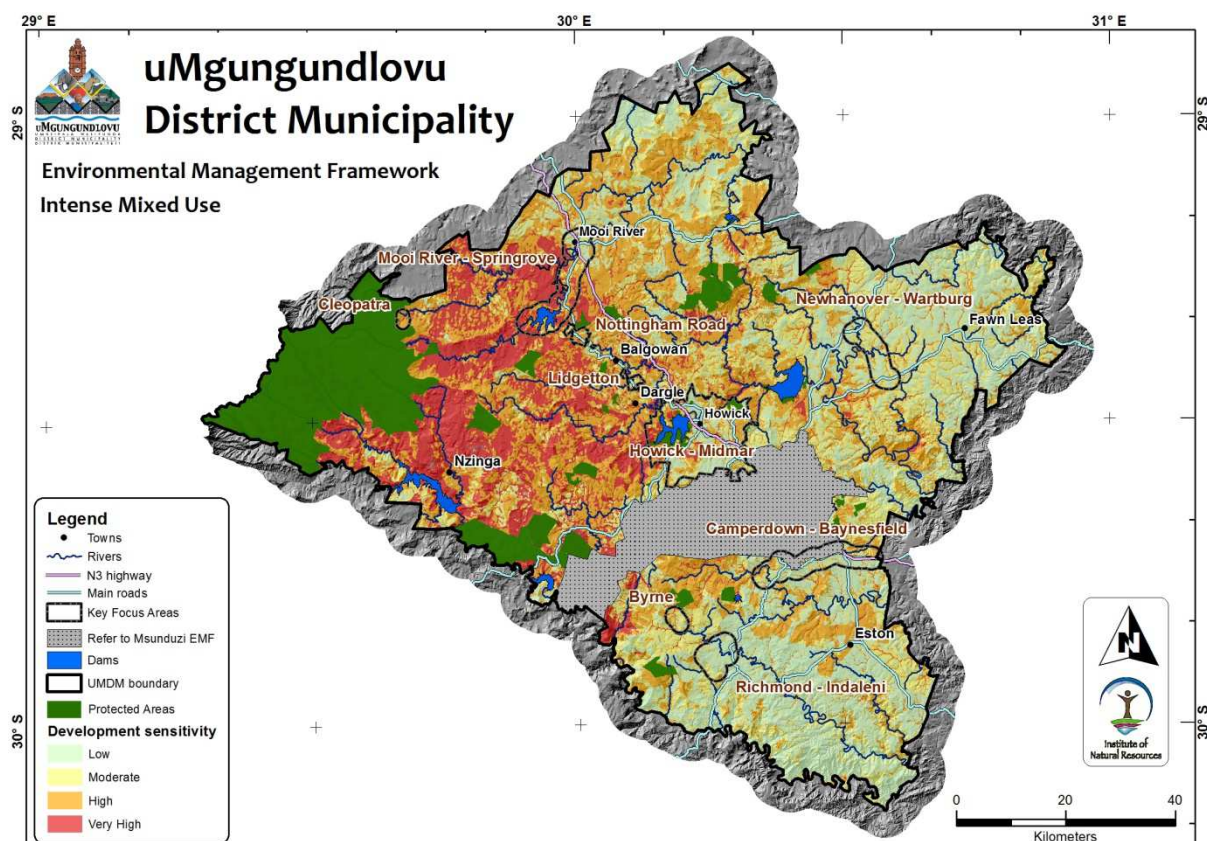 29° E
30° E
31° E
uMgungundlovu
District Municipality
Environmental Management Framework
Intense Mixed Use
uMGUNGUNDLOVU
29° S
29° S
Mooi River
Mooi River - Springrove
Cleopatra
Newhanover - Wartburg
Fawn Leas
Nottingham Road
Balgowan
Lidgetton
Dargle
Howick
Howick - Midmar
Nzinga
Camperdown - Baynesfield
Byrne
Eston
Richmond - Indaleni
Legend
Towns
Rivers
N3 highway
Main roads
Key Focus Areas
Refer to Msunduzi EMF
Dams
UMDM boundary
Protected Areas
Development sensitivity
Low
Moderate
High
Very High
30° S
30° S
N
Institute of
Natural Resources
0 20 40
Kilometers